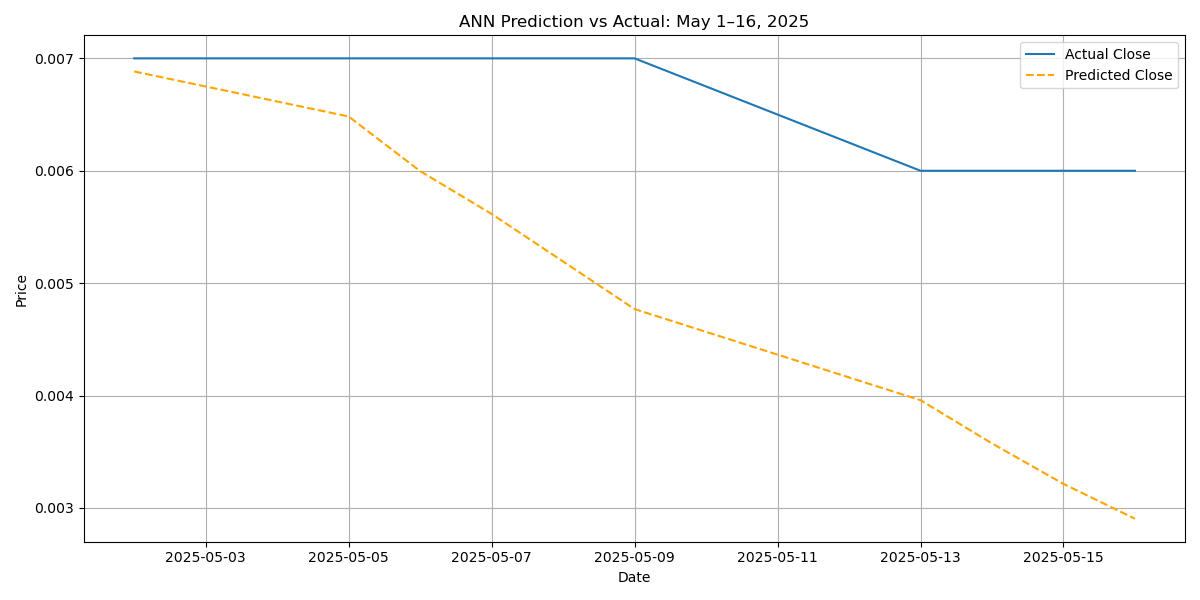 ANN Prediction vs Actual: May 1–16, 2025
Actual Close
Predicted Close
Price
0.007
0.006
0.005
0.004
0.003
2025-05-03
2025-05-05
2025-05-07
2025-05-09
2025-05-11
2025-05-13
2025-05-15
Date